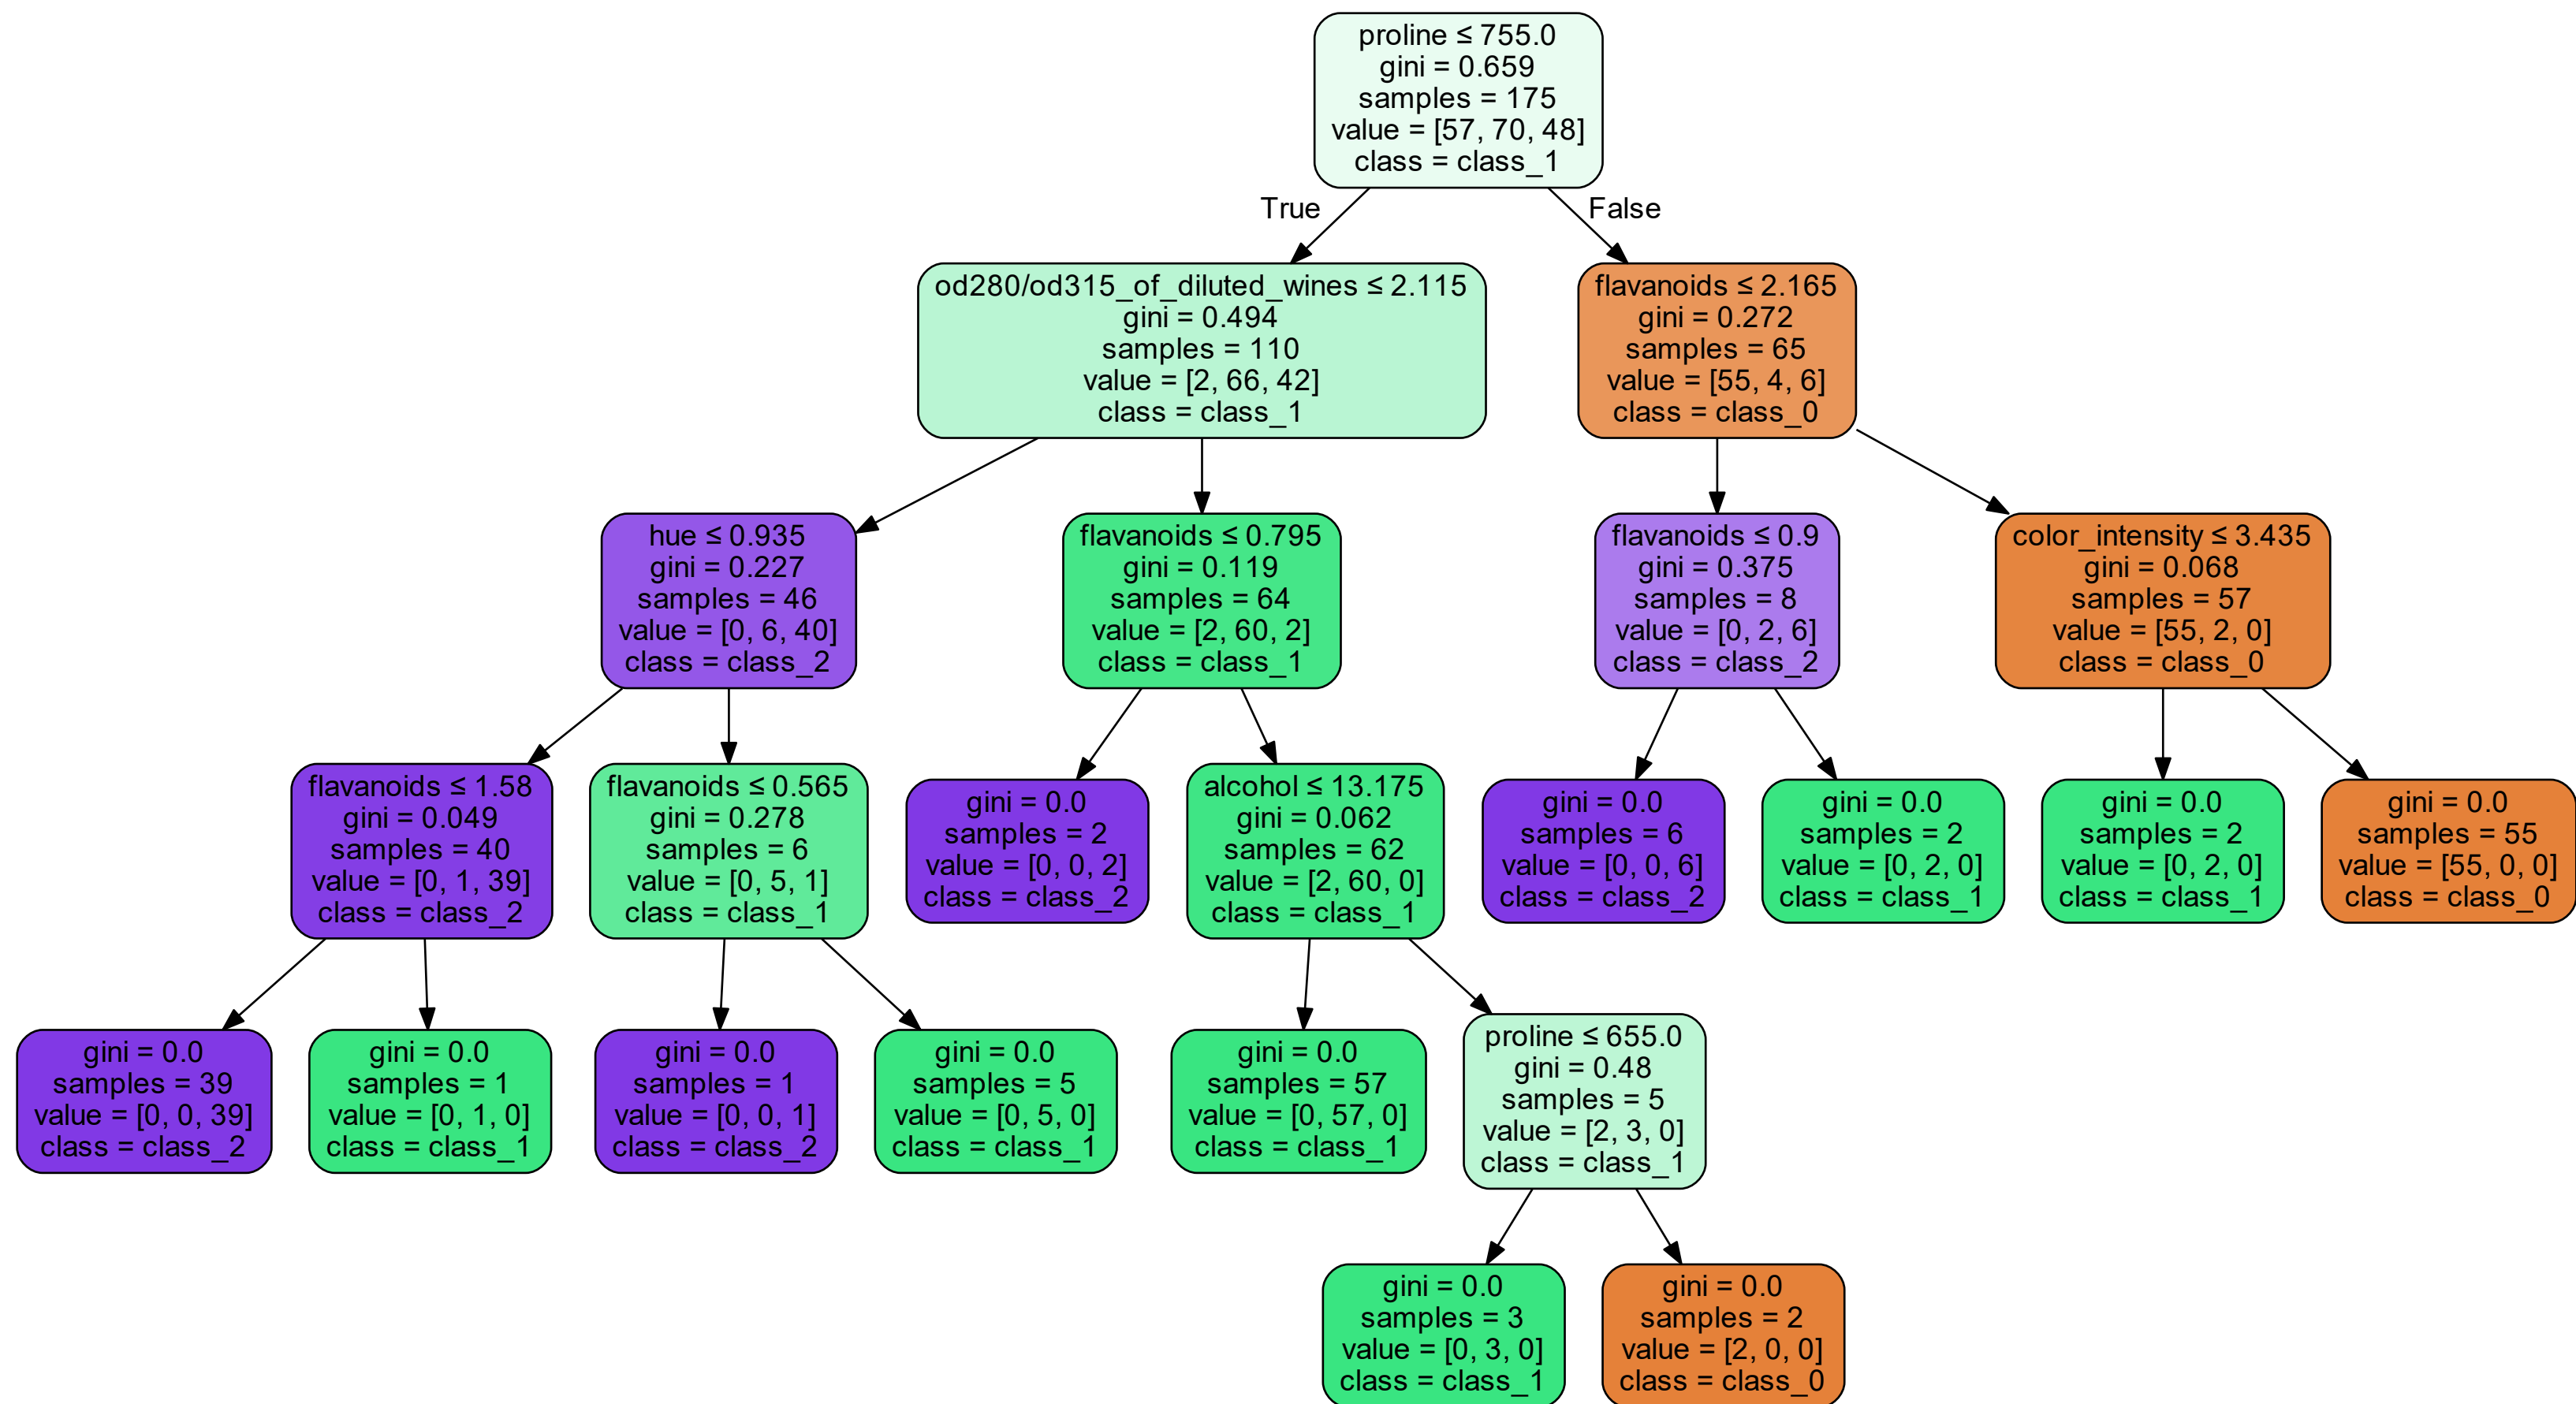 proline ≤ 755.0
gini = 0.659
samples = 175
value = [57, 70, 48]
class = class_1
True
False
od280/od315_of_diluted_wines ≤ 2.115
gini = 0.494
samples = 110
value = [2, 66, 42]
class = class_1
flavanoids ≤ 2.165
gini = 0.272
samples = 65
value = [55, 4, 6]
class = class_0
hue ≤ 0.935
gini = 0.227
samples = 46
value = [0, 6, 40]
class = class_2
flavanoids ≤ 0.795
gini = 0.119
samples = 64
value = [2, 60, 2]
class = class_1
flavanoids ≤ 0.9
gini = 0.375
samples = 8
value = [0, 2, 6]
class = class_2
color_intensity ≤ 3.435
gini = 0.068
samples = 57
value = [55, 2, 0]
class = class_0
flavanoids ≤ 1.58
gini = 0.049
samples = 40
value = [0, 1, 39]
class = class_2
flavanoids ≤ 0.565
gini = 0.278
samples = 6
value = [0, 5, 1]
class = class_1
gini = 0.0
samples = 2
value = [0, 0, 2]
class = class_2
alcohol ≤ 13.175
gini = 0.062
samples = 62
value = [2, 60, 0]
class = class_1
gini = 0.0
samples = 6
value = [0, 0, 6]
class = class_2
gini = 0.0
samples = 2
value = [0, 2, 0]
class = class_1
gini = 0.0
samples = 2
value = [0, 2, 0]
class = class_1
gini = 0.0
samples = 55
value = [55, 0, 0]
class = class_0
gini = 0.0
samples = 39
value = [0, 0, 39]
class = class_2
gini = 0.0
samples = 1
value = [0, 1, 0]
class = class_1
gini = 0.0
samples = 1
value = [0, 0, 1]
class = class_2
gini = 0.0
samples = 5
value = [0, 5, 0]
class = class_1
gini = 0.0
samples = 57
value = [0, 57, 0]
class = class_1
proline ≤ 655.0
gini = 0.48
samples = 5
value = [2, 3, 0]
class = class_1
gini = 0.0
samples = 3
value = [0, 3, 0]
class = class_1
gini = 0.0
samples = 2
value = [2, 0, 0]
class = class_0